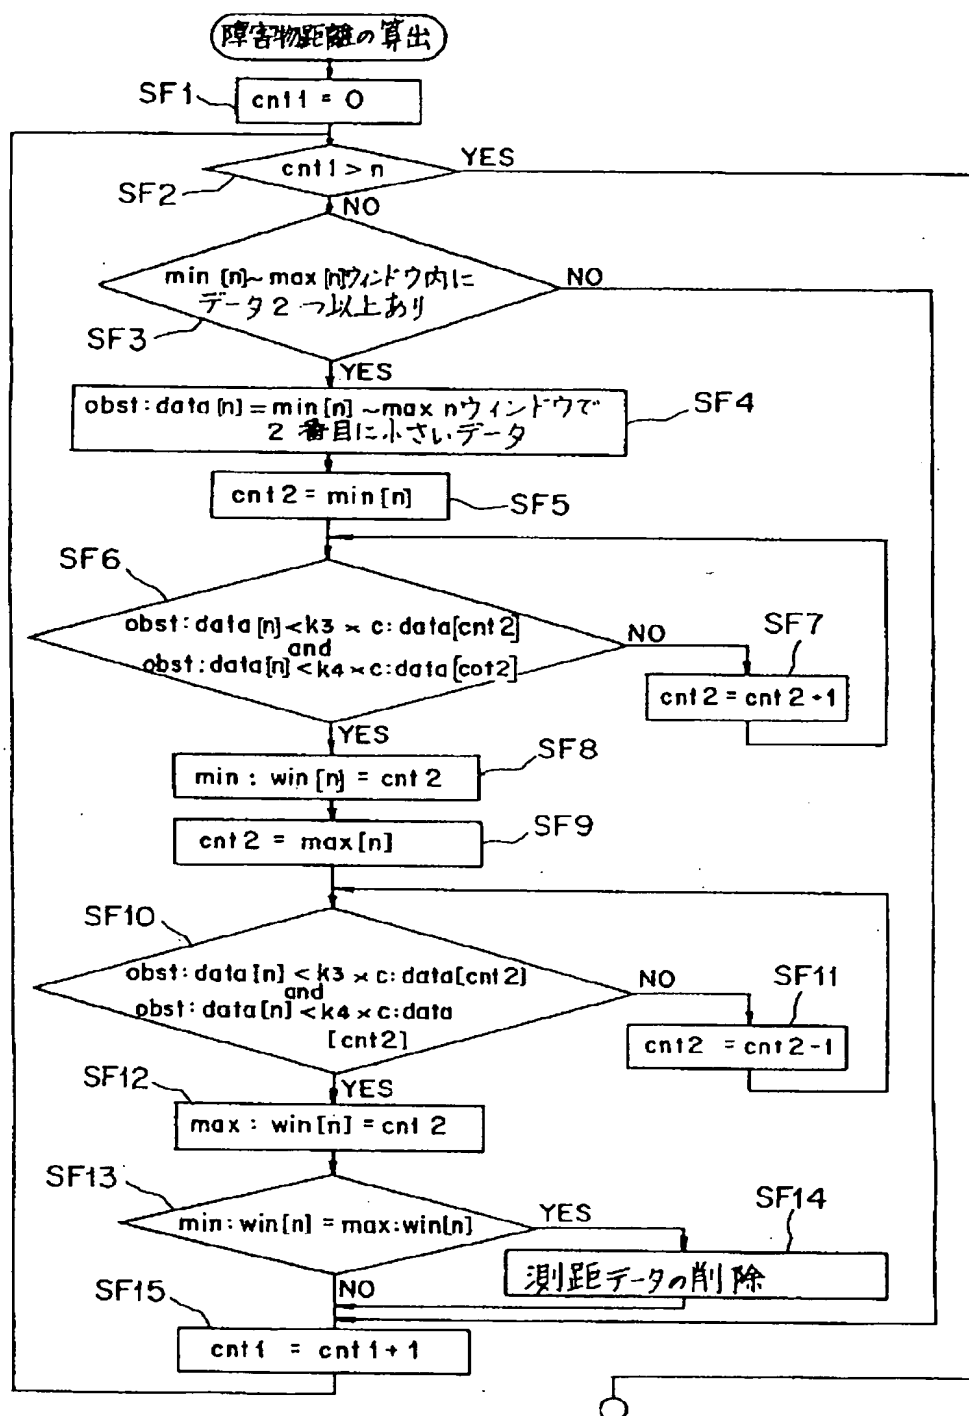 障害物距離の算出
SF1
cnt1 = 0
cnt1 > n
YES
SF2
NO
min [n]~max [n]ウィンドウ内に
データ2つ以上あり
NO
SF3
YES
obst:data[n]=min[n]~max nウィンドウで
2番目に小さいデータ
SF4
cnt2 = min[n]
SF5
SF6
obst:data[n]<k3 × c:data[cnt2]
and
obst:data[n]<k4 × c:data[cot2]
NO
SF7
cnt2 = cnt2+1
YES
SF8
min : win[n] = cnt2
SF9
cnt2 = max[n]
SF10
obst:data[n] < k3 × c:data[cnt2]
and
obst:data[n]<k4 × c:data
[cnt2]
NO
SF11
cnt2 = cnt2-1
SF12
YES
max : win[n] = cnt2
SF13
min:win[n] = max:win[n]
YES
SF14
測距データの削除
NO
SF15
cnt1 = cnt1+1